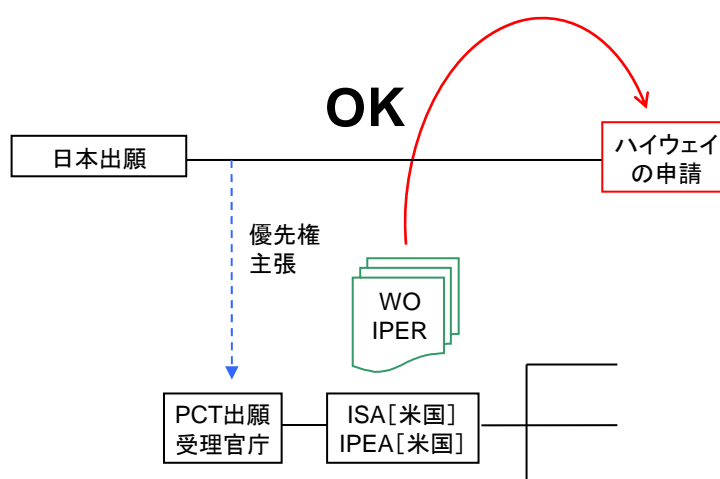 OK
日本出願
ハイウェイ
の申請
優先権
主張
WO
IPER
PCT出願
受理官庁
ISA[米国]
IPEA[米国]